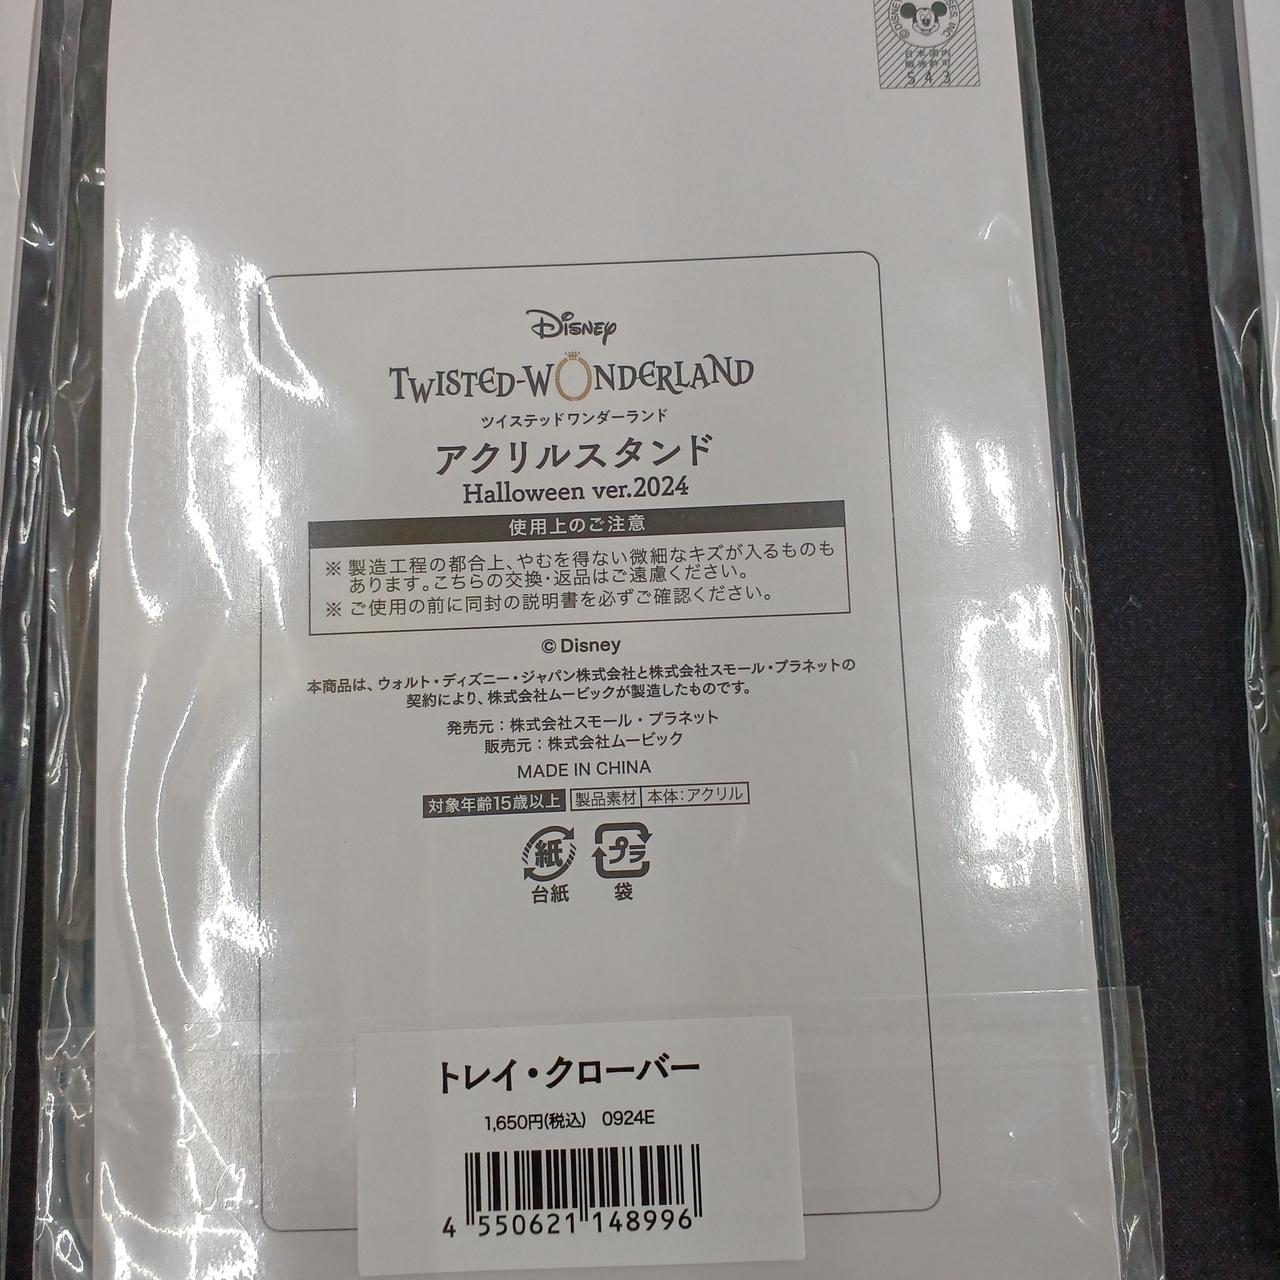 ©DISNEY
EES INC.
日本国内
販売許可
543
Disney
TWISTED-WONDERLAND
ツイステッドワンダーランド
アクリルスタンド
Halloween ver.2024
使用上のご注意
※ 製造工程の都合上、やむを得ない微細なキズが入るものも
あります。こちらの交換・返品はご遠慮ください。
※ ご使用の前に同封の説明書を必ずご確認ください。
© Disney
本商品は、ウォルト・ディズニー・ジャパン株式会社と株式会社スモール・プラネットの
契約により、株式会社ムービックが製造したものです。
発売元：株式会社スモール・プラネット
販売元：株式会社ムービック
MADE IN CHINA
対象年齢15歳以上 製品素材 本体：アクリル
紙 プラ
台紙 袋
トレイ・クローバー
1,650円(税込) 0924E
4 550621 148996